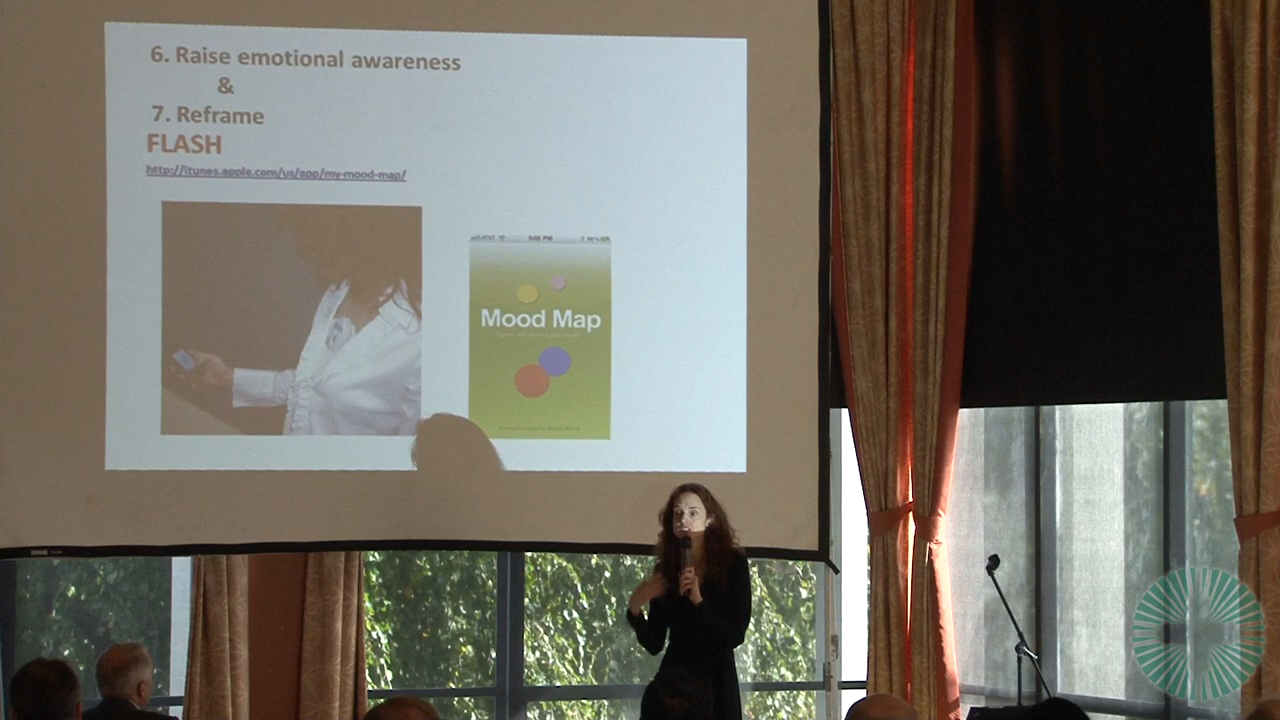 6. Raise emotional awareness
&
7. Reframe
FLASH
http://itunes.apple.com/us/app/my-mood-map/
Mood Map